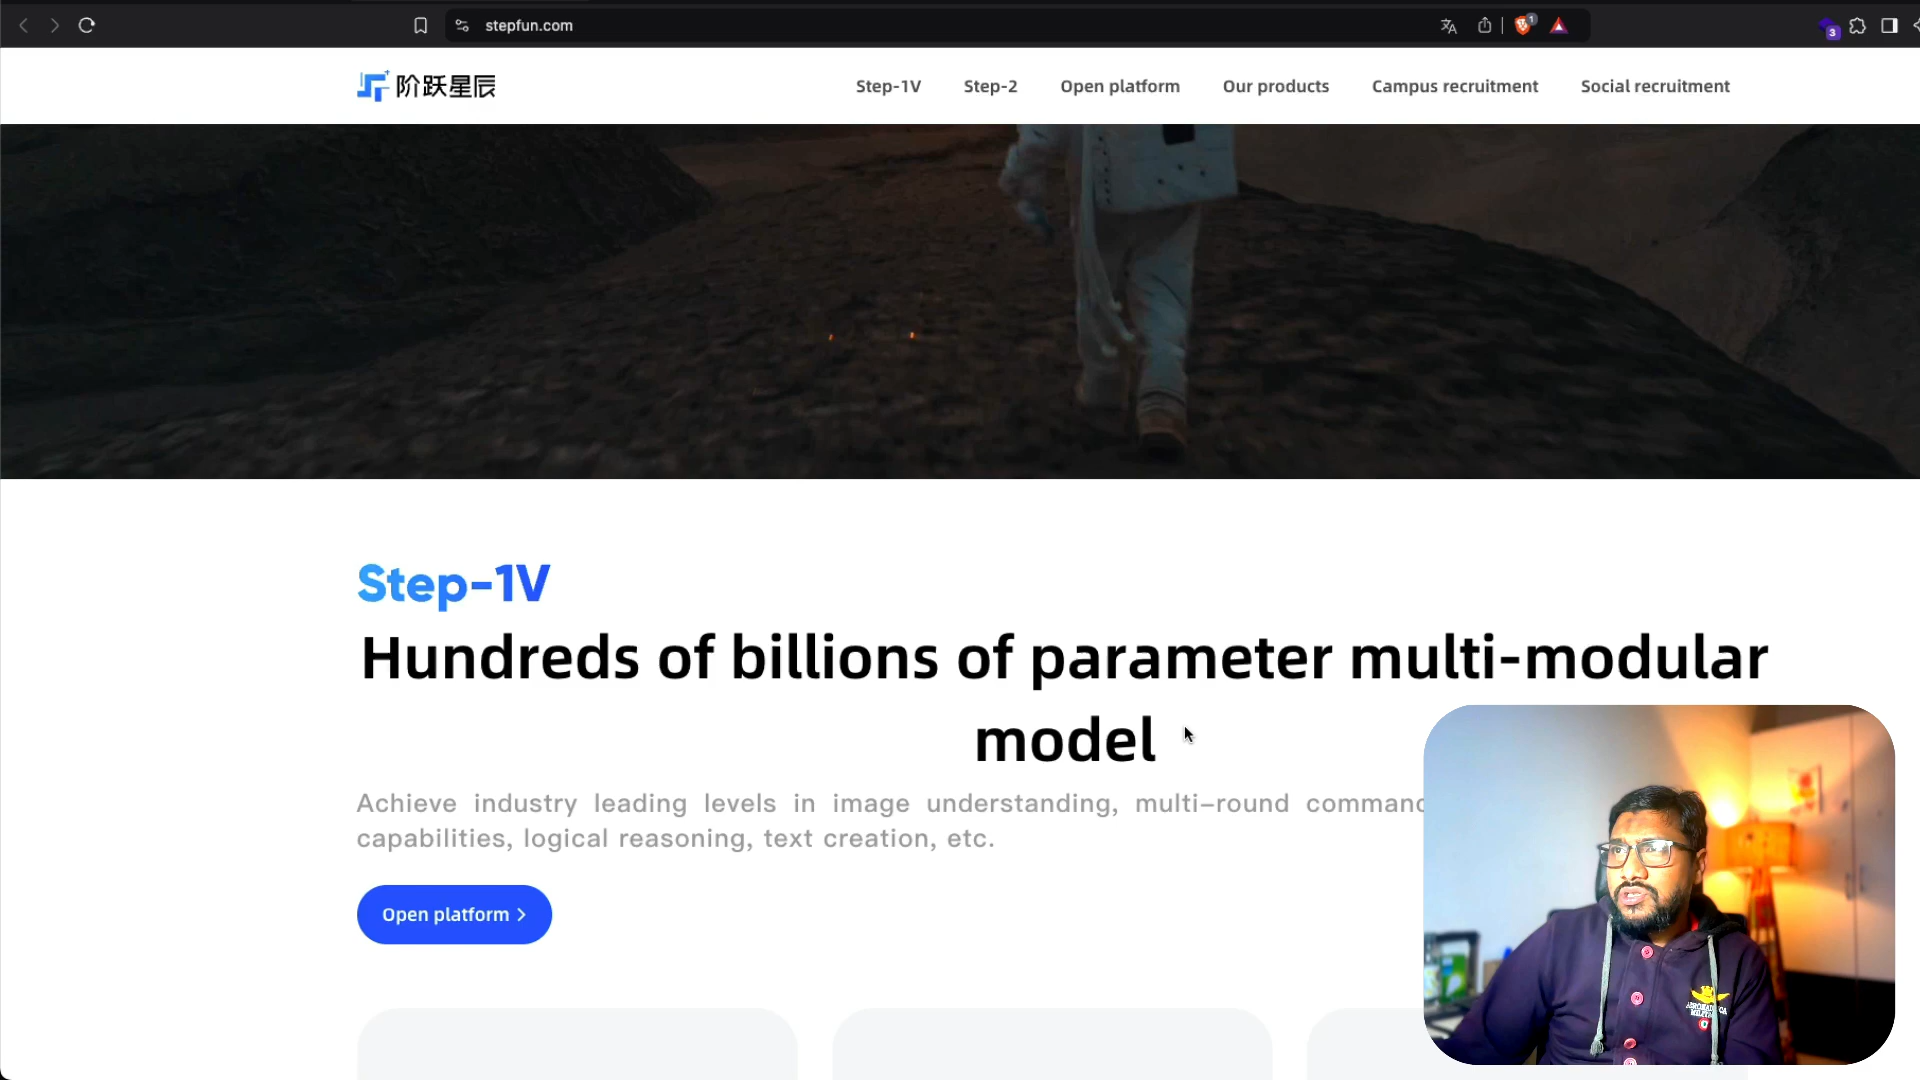 stepfun.com
1
3
阶跃星辰
Step-1V
Step-2
Open platform
Our products
Campus recruitment
Social recruitment
Step-1V
Hundreds of billions of parameter multi-modular
model
Achieve industry leading levels in image understanding, multi-round
capabilities, logical reasoning, text creation, etc.
Open platform